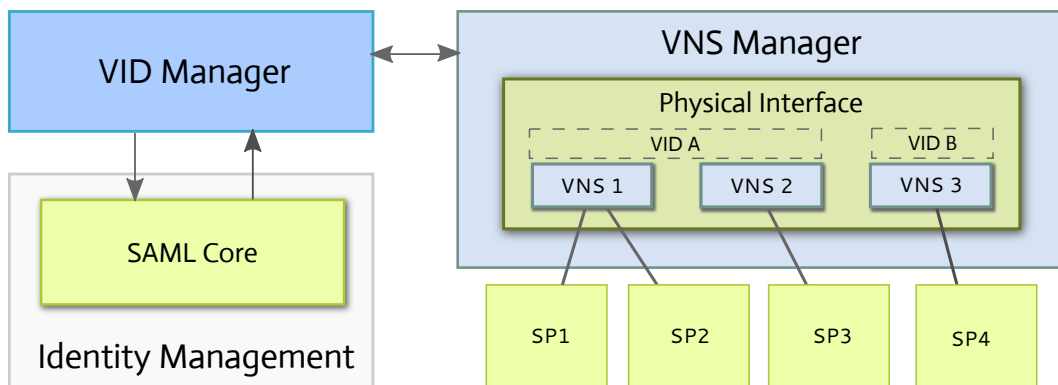 VID Manager
SAML Core
Identity Management
VNS Manager
Physical Interface
VID A
VID B
VNS 1
VNS 2
VNS 3
SP1
SP2
SP3
SP4